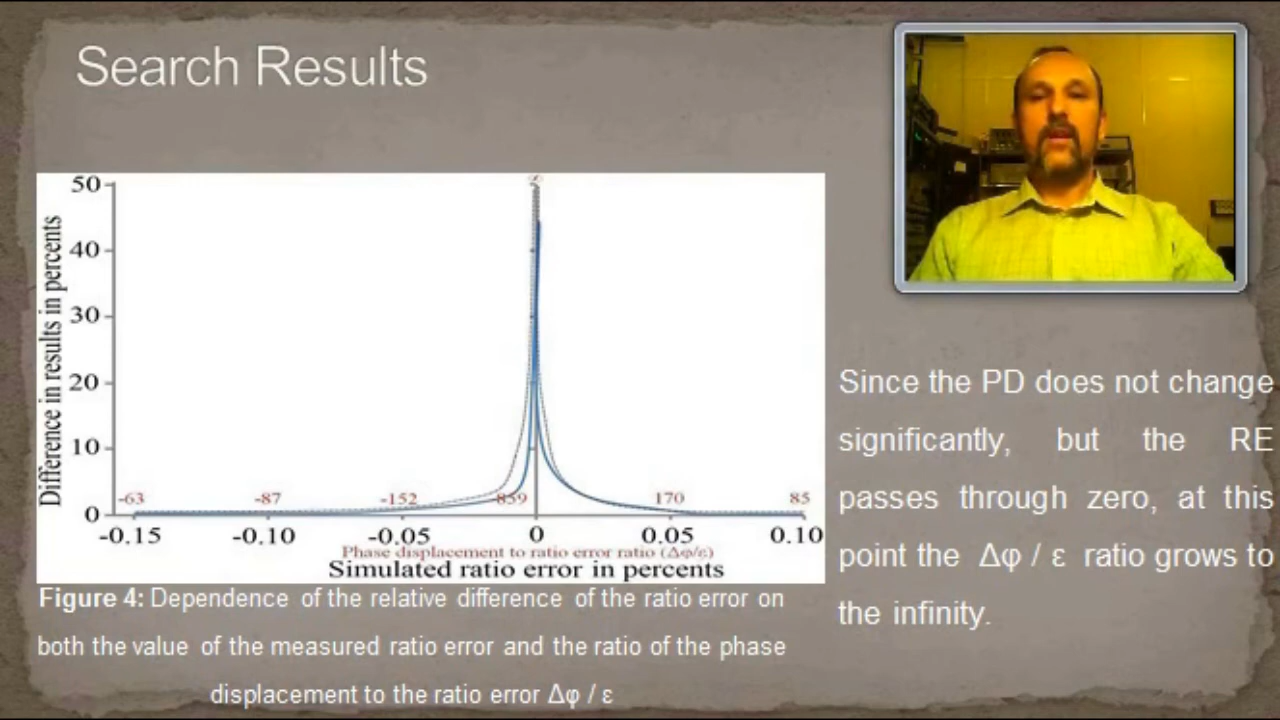 Search Results
Difference in results in percents
50
40
30
20
10
0
-63 -87 -152 859 170 85
-0.15 -0.10 -0.05 0 0.05 0.10
Phase displacement to ratio error ratio (Δφ/ε)
Simulated ratio error in percents
Figure 4: Dependence of the relative difference of the ratio error on
both the value of the measured ratio error and the ratio of the phase
displacement to the ratio error Δφ / ε
Since the PD does not change
significantly, but the RE
passes through zero, at this
point the Δφ / ε ratio grows to
the infinity.